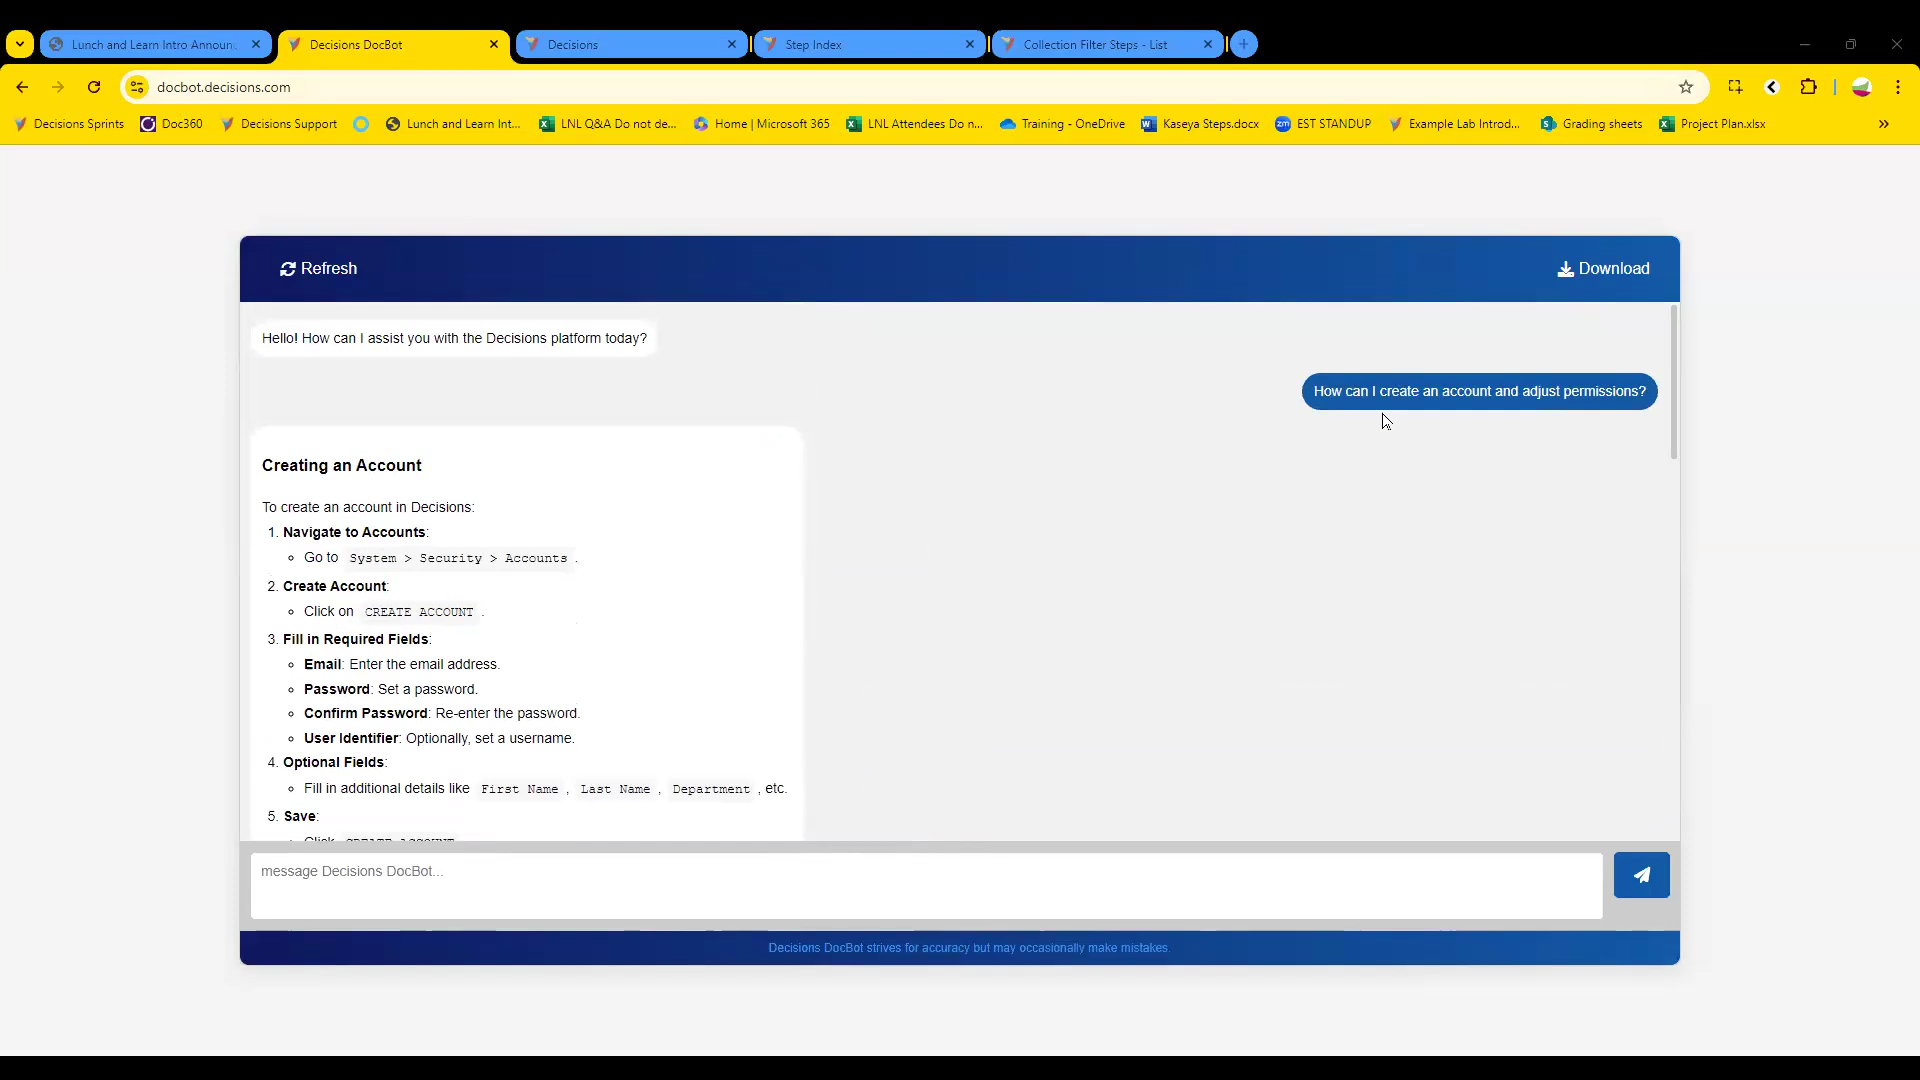 Lunch and Learn Intro Announ
Decisions DocBot
Decisions
Step Index
Collection Filter Steps - List
docbot.decisions.com
Decisions Sprints
Doc360
Decisions Support
Lunch and Learn Int...
LNL Q&A Do not de...
Home | Microsoft 365
LNL Attendees Do n...
Training - OneDrive
Kaseya Steps.docx
EST STANDUP
Example Lab Introd...
Grading sheets
Project Plan.xlsx
Refresh
Download
Hello! How can I assist you with the Decisions platform today?
How can I create an account and adjust permissions?
Creating an Account
To create an account in Decisions:
1. Navigate to Accounts:
Go to System > Security > Accounts .
2. Create Account:
Click on CREATE ACCOUNT .
3. Fill in Required Fields:
Email: Enter the email address.
Password: Set a password.
Confirm Password: Re-enter the password.
User Identifier: Optionally, set a username.
4. Optional Fields:
Fill in additional details like First Name , Last Name , Department , etc.
5. Save:
Click CREATE ACCOUNT
message Decisions DocBot...
Decisions DocBot strives for accuracy but may occasionally make mistakes.